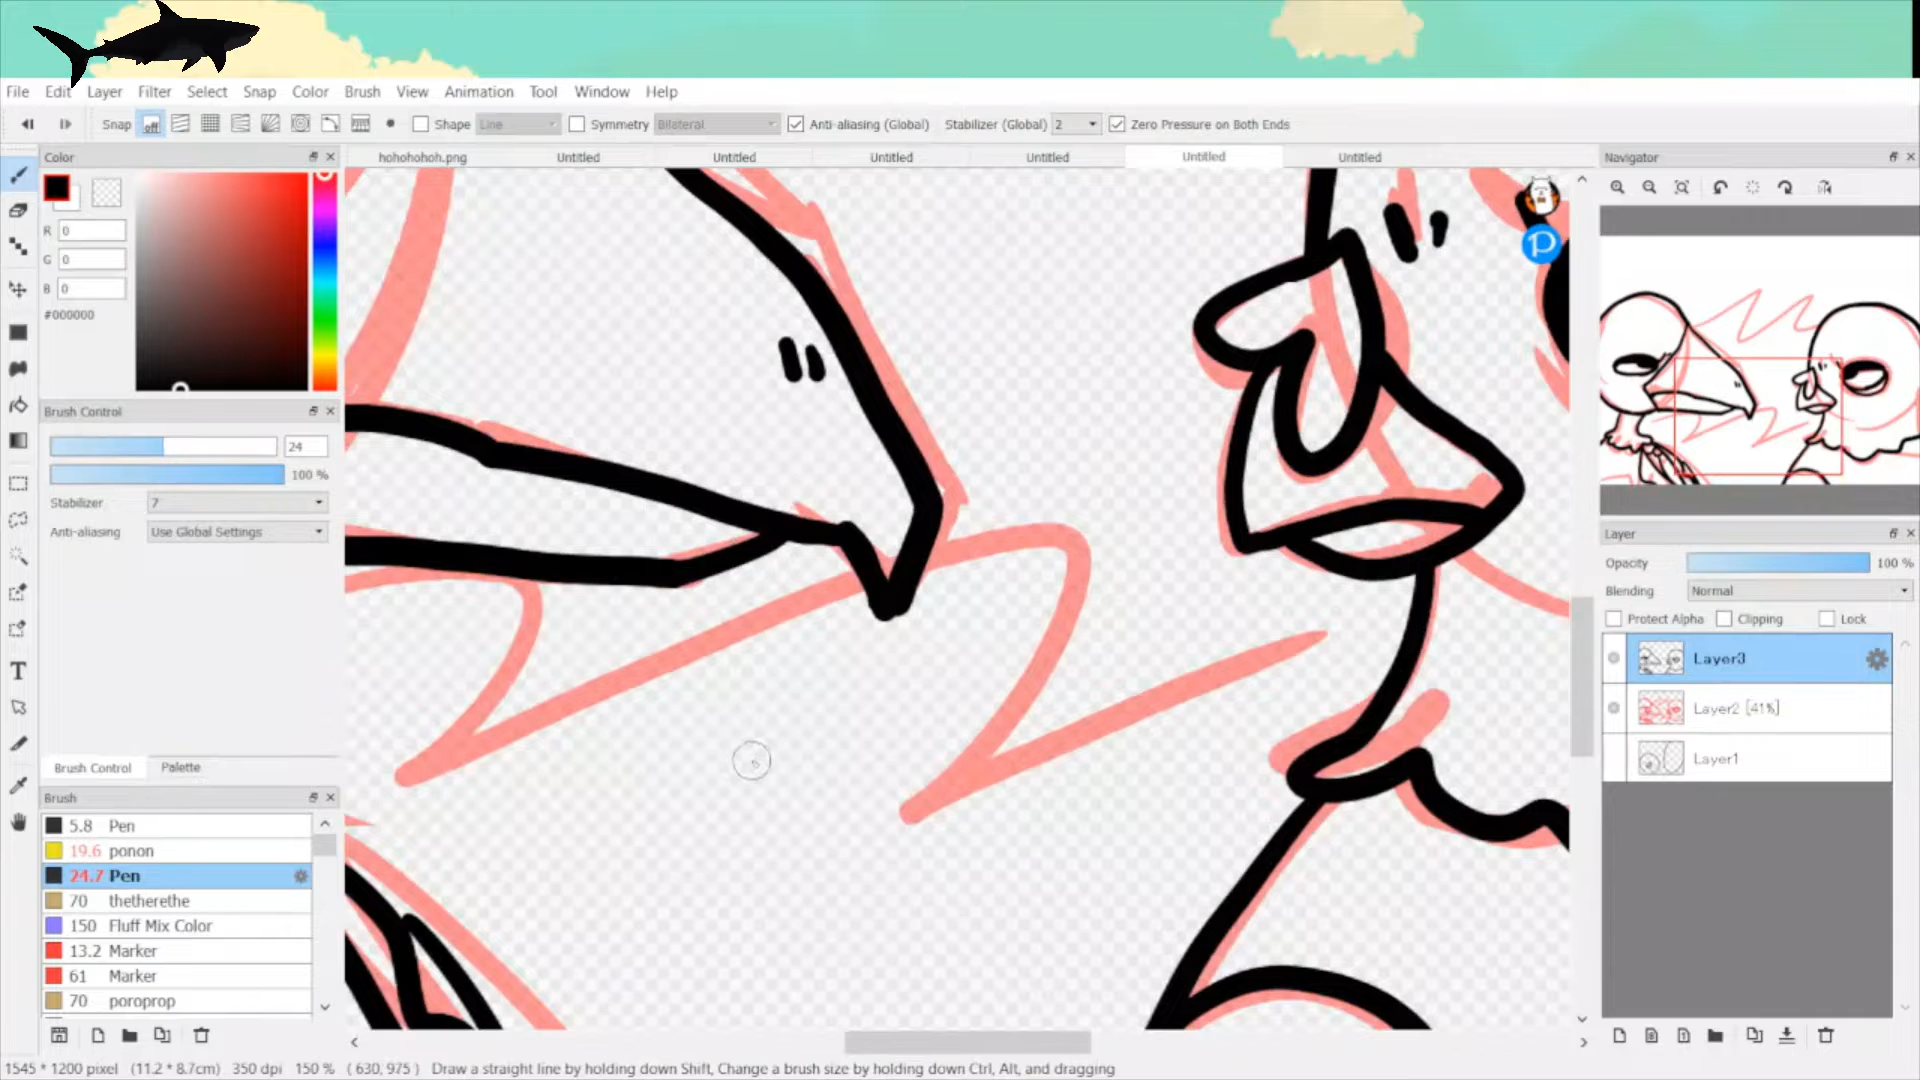 File Edit Layer Filter Select Snap Color Brush View Animation Tool Window Help
Snap off Shape Line Symmetry Bilateral Anti-aliasing (Global) Stabilizer (Global) 2 Zero Pressure on Both Ends
Color
hohohohoh.png Untitled Untitled Untitled Untitled Untitled Untitled
Navigator
R 0
G 0
B 0
#000000
P
Brush Control
24
100 %
Stabilizer 7
Anti-aliasing Use Global Settings
Layer
Opacity 100 %
Blending Normal
Protect Alpha Clipping Lock
Layer3
Layer2 [41%]
Layer1
T
Brush Control Palette
Brush
5.8 Pen
19.6 ponon
24.7 Pen
70 thetherethe
150 Fluff Mix Color
13.2 Marker
61 Marker
70 poroprop
1545 * 1200 pixel (11.2 * 8.7cm) 350 dpi 150 % ( 630, 975 ) Draw a straight line by holding down Shift, Change a brush size by holding down Ctrl, Alt, and dragging